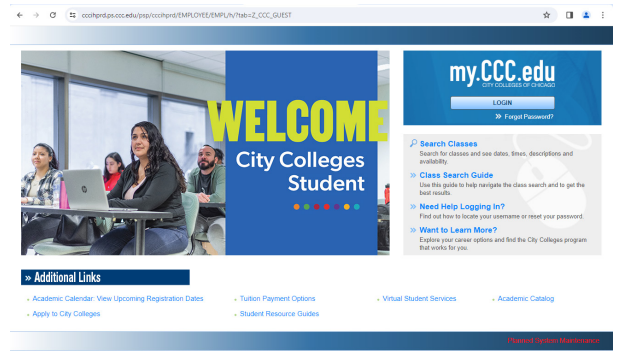 cccihprd.ps.ccc.edu/psp/cccihprd/EMPLOYEE/EMPL/h/?tab=Z_CCC_GUEST
WELCOME
City Colleges
Student
my.CCC.edu
CITY COLLEGES OF CHICAGO
LOGIN
» Forgot Password?
Search Classes
Search for classes and see dates, times, descriptions and
availability.
» Class Search Guide
Use this guide to help navigate the class search and to get the
best results.
» Need Help Logging In?
Find out how to locate your username or reset your password.
» Want to Learn More?
Explore your career options and find the City Colleges program
that works for you.
» Additional Links
Academic Calendar: View Upcoming Registration Dates
Tuition Payment Options
Virtual Student Services
Academic Catalog
Apply to City Colleges
Student Resource Guides
Planned System Maintenance